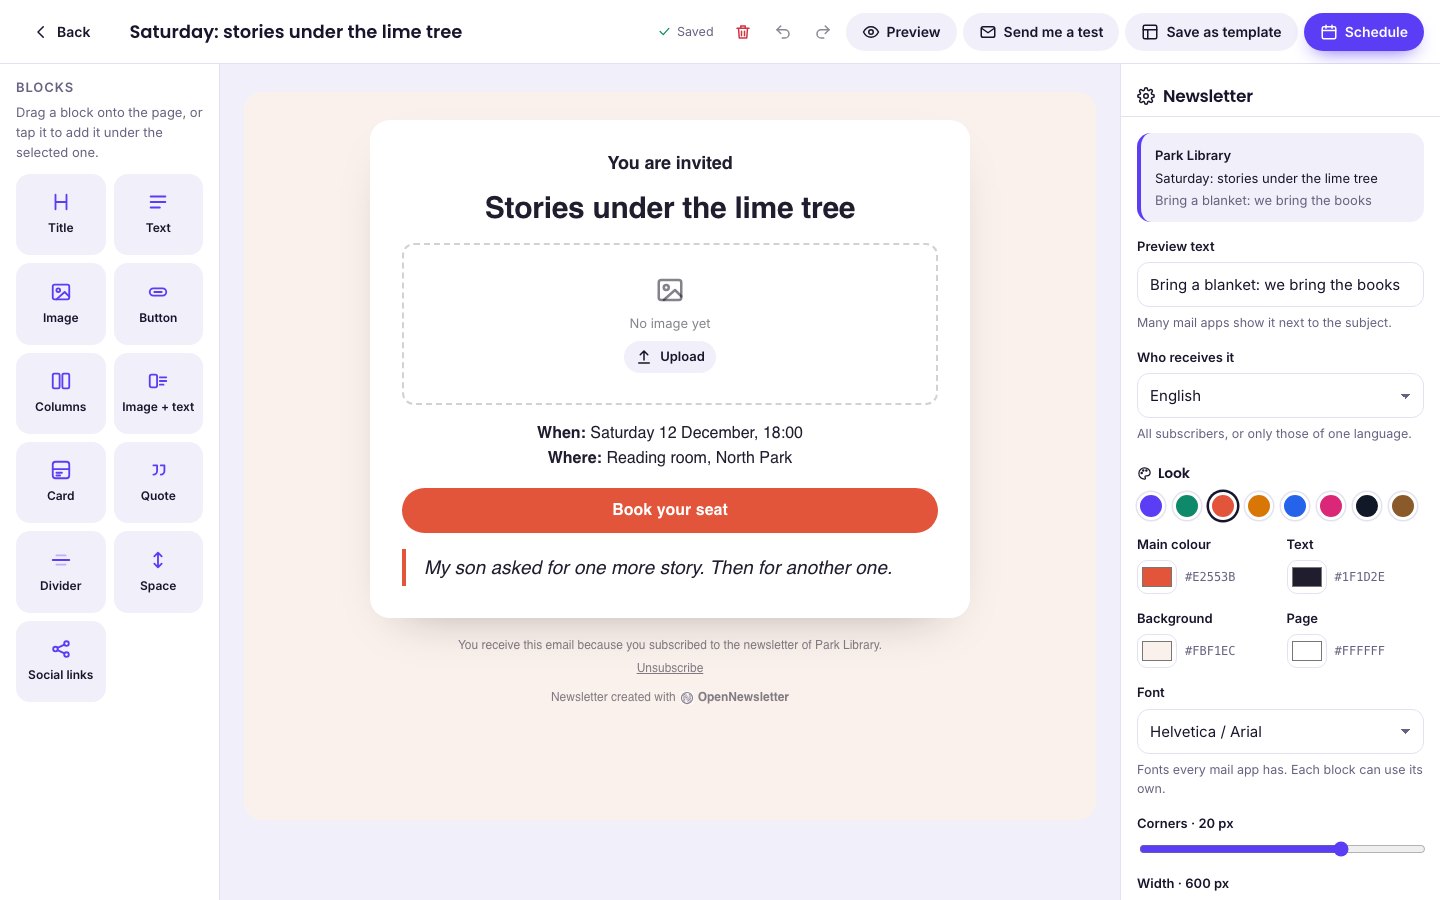 Back
Saturday: stories under the lime tree
Saved
Preview
Send me a test
Save as template
Schedule
BLOCKS
Drag a block onto the page, or
tap it to add it under the
selected one.
Title
Text
Image
Button
Columns
Image + text
Card
Quote
Divider
Space
Social links
You are invited
Stories under the lime tree
No image yet
Upload
When: Saturday 12 December, 18:00
Where: Reading room, North Park
Book your seat
My son asked for one more story. Then for another one.
You receive this email because you subscribed to the newsletter of Park Library.
Unsubscribe
Newsletter created with OpenNewsletter
Newsletter
Park Library
Saturday: stories under the lime tree
Bring a blanket: we bring the books
Preview text
Bring a blanket: we bring the books
Many mail apps show it next to the subject.
Who receives it
English
All subscribers, or only those of one language.
Look
Main colour
Text
#E2553B
#1F1D2E
Background
Page
#FBF1EC
#FFFFFF
Font
Helvetica / Arial
Fonts every mail app has. Each block can use its
own.
Corners · 20 px
Width · 600 px